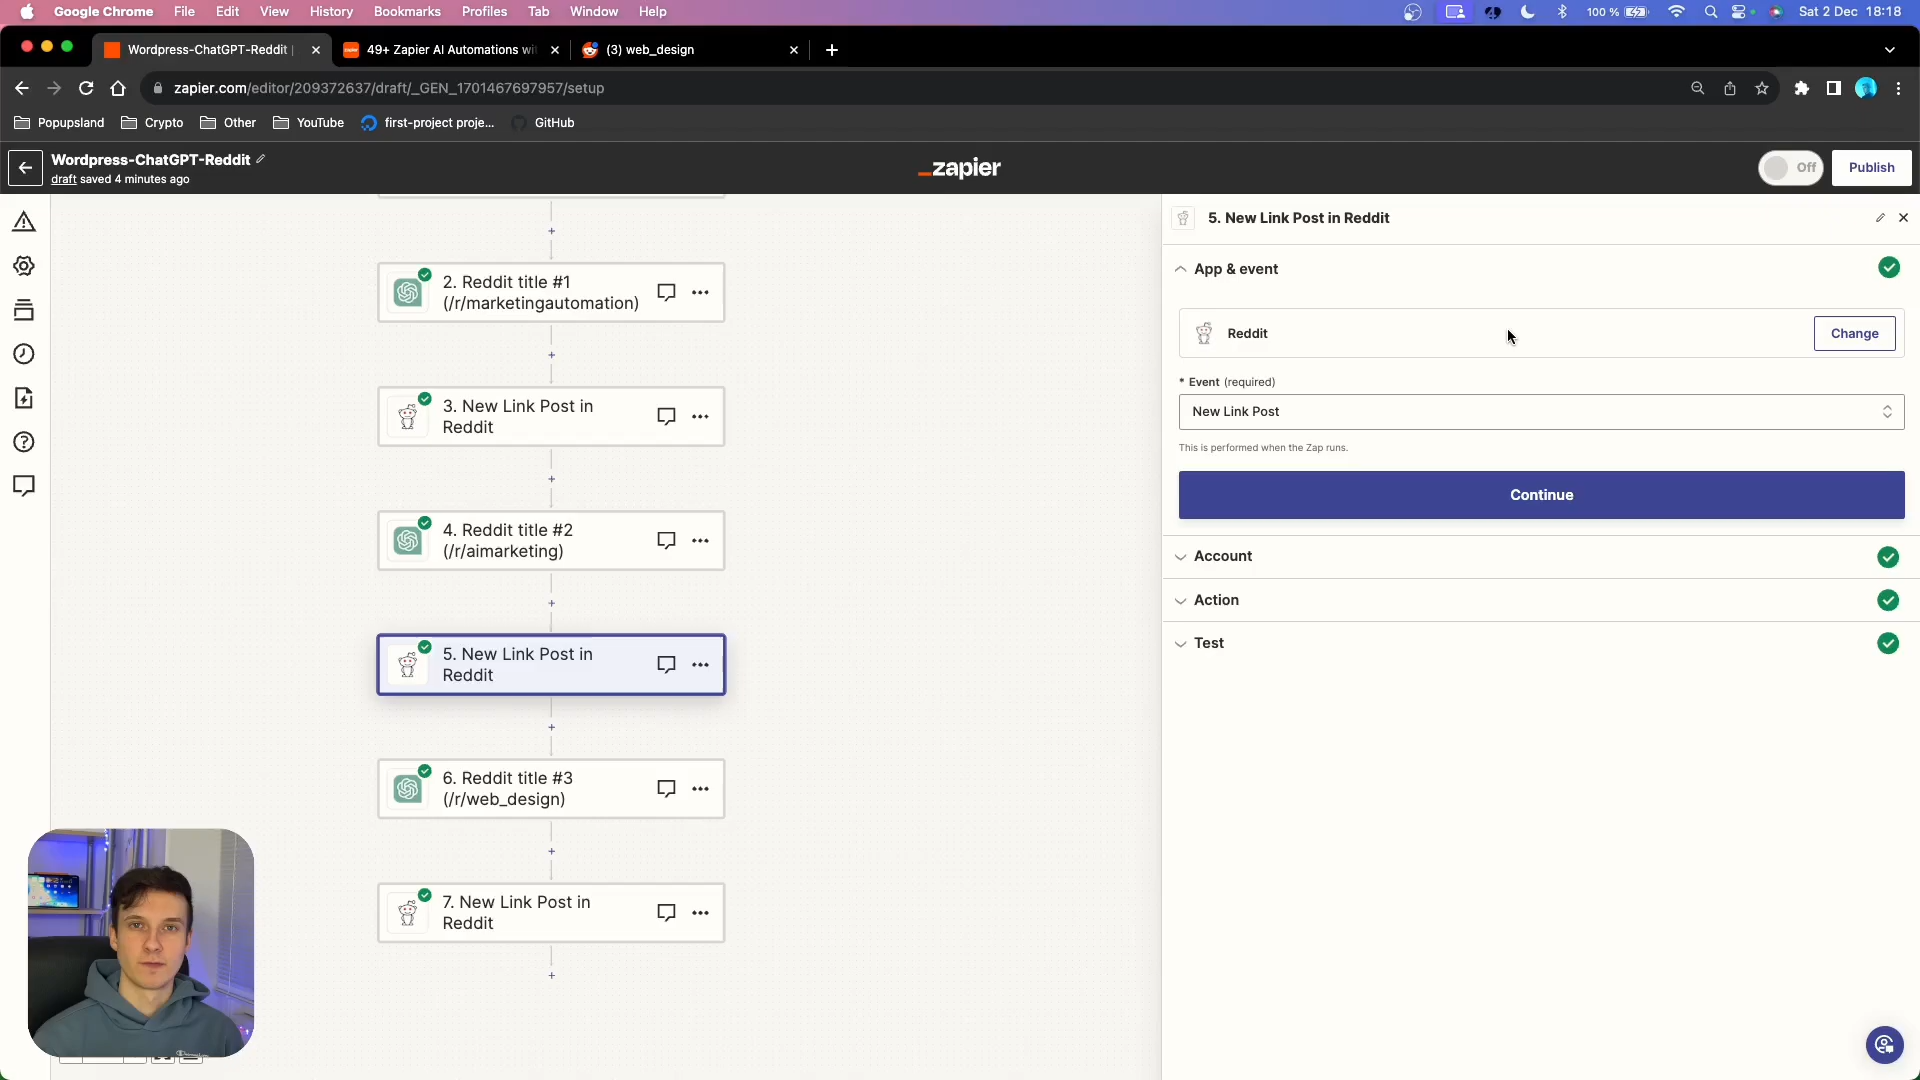 Google Chrome File Edit View History Bookmarks Profiles Tab Window Help
100 % Sat 2 Dec 18:18
Wordpress-ChatGPT-Reddit |
49+ Zapier AI Automations wi
(3) web_design
zapier.com/editor/209372637/draft/_GEN_1701467697957/setup
Popupsland Crypto Other YouTube first-project proje... GitHub
Wordpress-ChatGPT-Reddit
draft saved 4 minutes ago
_zapier
Off
Publish
2. Reddit title #1
(/r/marketingautomation)
3. New Link Post in
Reddit
4. Reddit title #2
(/r/aimarketing)
5. New Link Post in
Reddit
6. Reddit title #3
(/r/web_design)
7. New Link Post in
Reddit
5. New Link Post in Reddit
App & event
Reddit
Change
* Event (required)
New Link Post
This is performed when the Zap runs.
Continue
Account
Action
Test